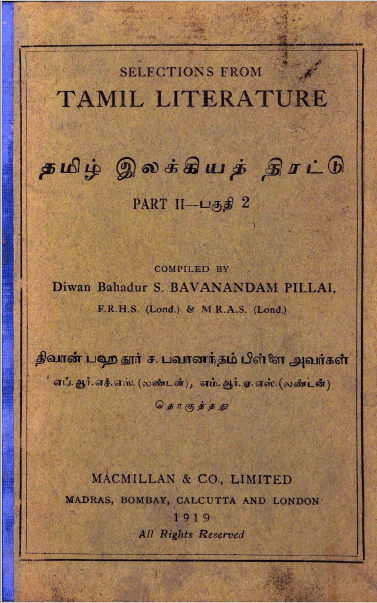 SELECTIONS FROM
TAMIL LITERATURE
தமிழ் இலக்கியத் திரட்டு
PART II—பகுதி 2
COMPILED BY
Diwan Bahadur S. BAVANANDAM PILLAI,
F.R.H.S. (Lond.) & M.R.A.S. (Lond.)
திவான் பஹதூர் ச. பவானந்தம் பிள்ளை அவர்கள்
எப்.ஆர்.எச்.எஸ். (லண்டன்), எம்.ஆர்.ஏ.எஸ். (லண்டன்)
தொகுத்தது
MACMILLAN & CO., LIMITED
MADRAS, BOMBAY, CALCUTTA AND LONDON
1919
All Rights Reserved